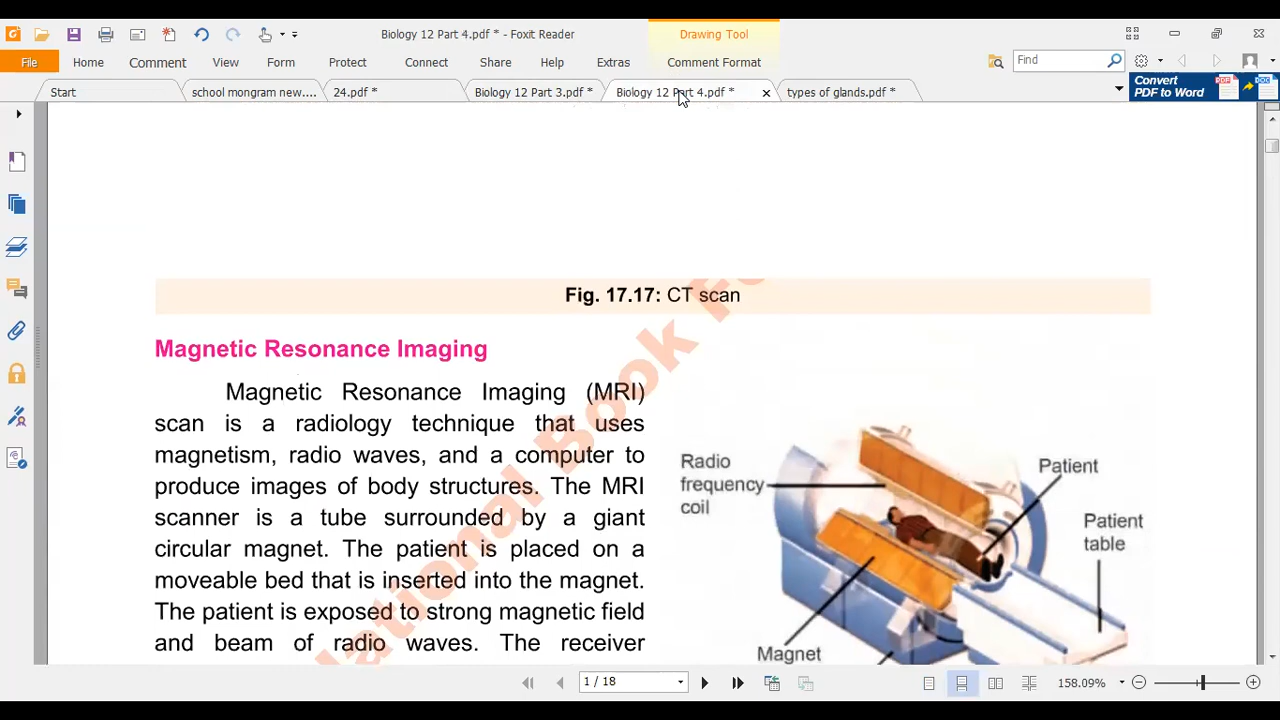 Biology 12 Part 4.pdf * - Foxit Reader
Drawing Tool
File Home Comment View Form Protect Connect Share Help Extras Comment Format
Find
Start school mongram new.... 24.pdf * Biology 12 Part 3.pdf * Biology 12 Part 4.pdf * types of glands.pdf *
Convert
PDF to Word
Fig. 17.17: CT scan
Magnetic Resonance Imaging
Magnetic Resonance Imaging (MRI)
scan is a radiology technique that uses
magnetism, radio waves, and a computer to
produce images of body structures. The MRI
scanner is a tube surrounded by a giant
circular magnet. The patient is placed on a
moveable bed that is inserted into the magnet.
The patient is exposed to strong magnetic field
and beam of radio waves. The receiver
Radio
frequency
coil
Patient
Patient
table
Magnet
National Book Fo
1 / 18
158.09%